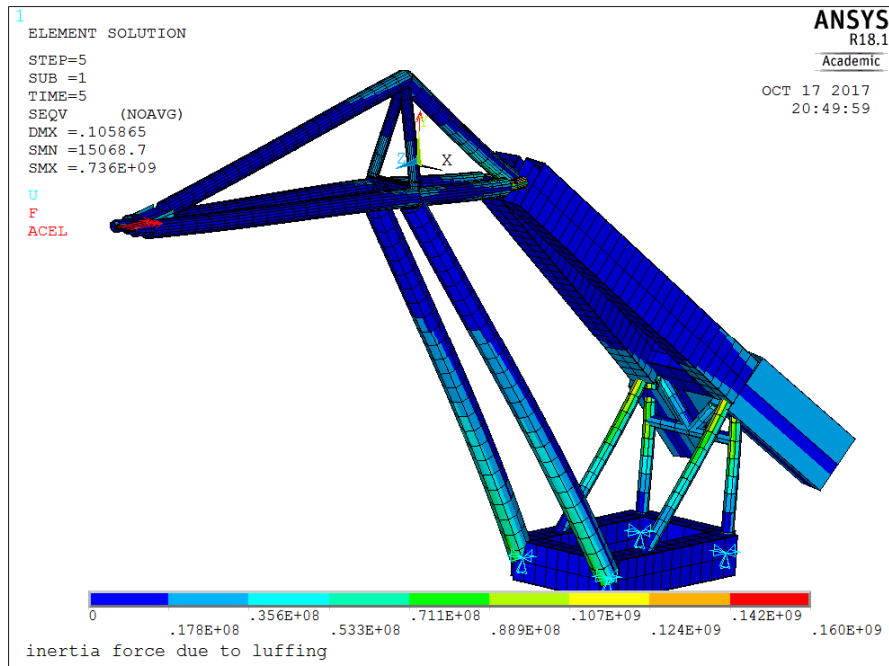 1
ELEMENT SOLUTION
STEP=5
SUB =1
TIME=5
SEQV (NOAVG)
DMX =.105865
SMN =15068.7
SMX =.736E+09
U
F
ACEL
ANSYS
R18.1
Academic
OCT 17 2017
20:49:59
Y
Z X
0 .356E+08 .711E+08 .107E+09 .142E+09
.178E+08 .533E+08 .889E+08 .124E+09 .160E+09
inertia force due to luffing